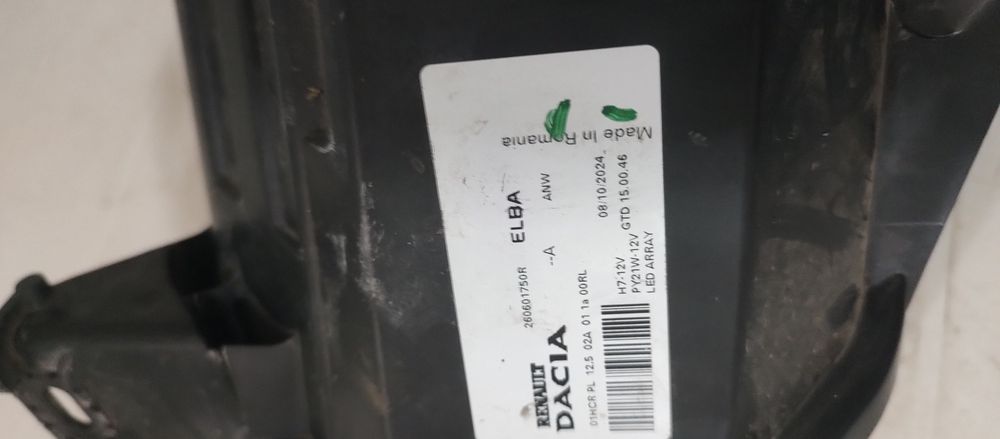 RENAULT 260601750R ELBA
DACIA --A ANW
01HCR PL 12.5 02A 01 1a 00RL 08/10/2024
H7-12V GTD 15.00.46
PY21W-12V
LED ARRAY
Made In Romania